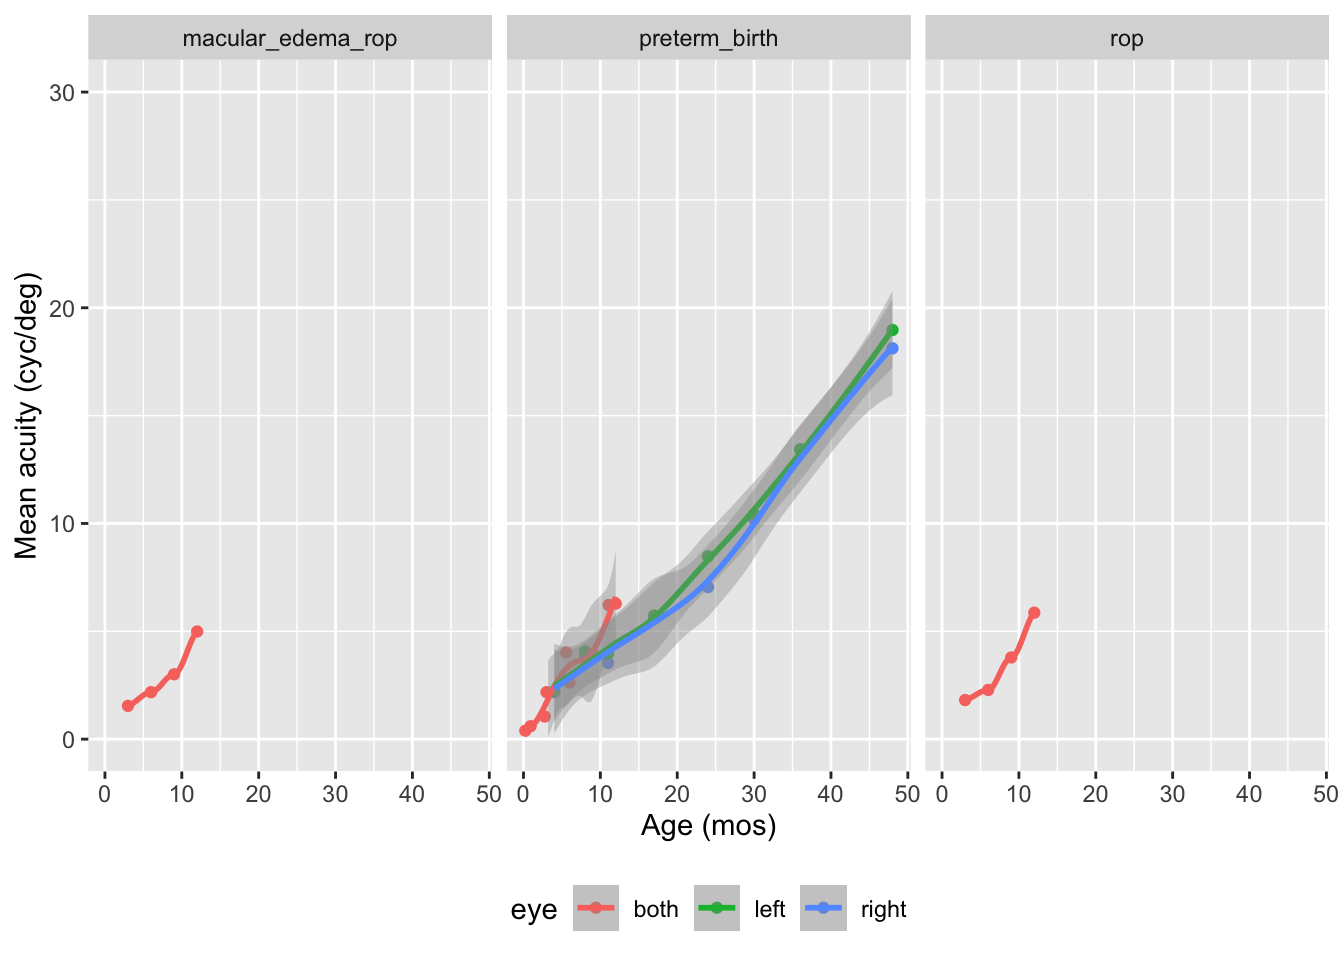 macular_edema_rop preterm_birth rop
30
20
10
0
Mean acuity (cyc/deg)
0 10 20 30 40 50 0 10 20 30 40 50 0 10 20 30 40 50
Age (mos)
eye both left right